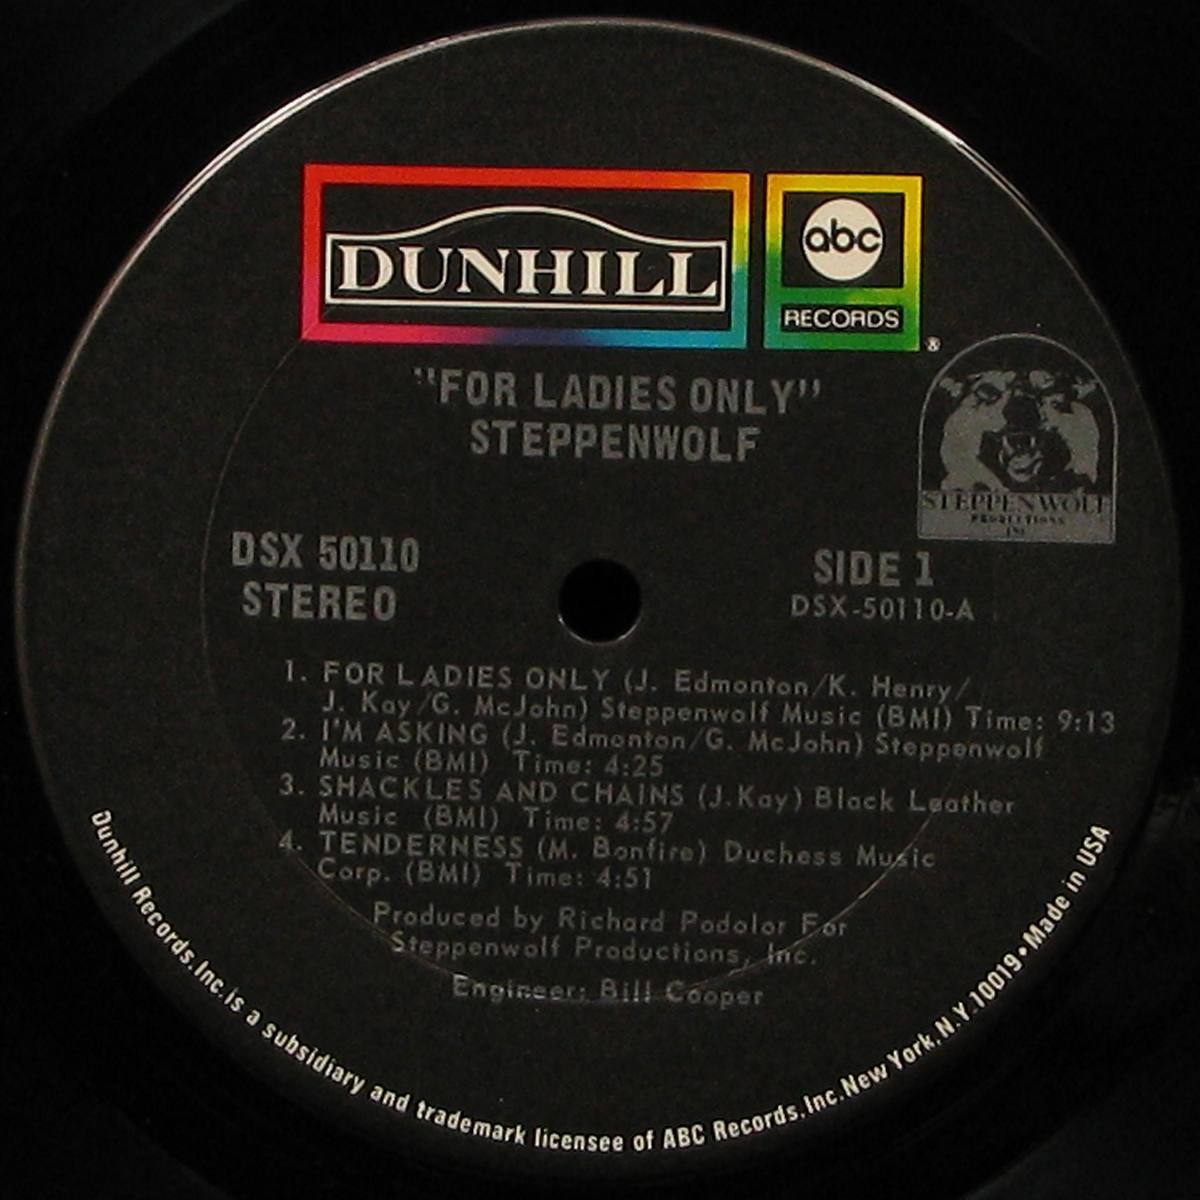 DUNHILL
abc
RECORDS
®
"FOR LADIES ONLY"
STEPPENWOLF
STEPPENWOLF
PRODUCTIONS
INC
DSX 50110
STEREO
SIDE 1
DSX-50110-A
1. FOR LADIES ONLY (J. Edmonton/K. Henry/
J. Kay/G. McJohn) Steppenwolf Music (BMI) Time: 9:13
2. I'M ASKING (J. Edmonton/G. McJohn) Steppenwolf
Music (BMI) Time: 4:25
3. SHACKLES AND CHAINS (J.Kay) Black Leather
Music (BMI) Time: 4:57
4. TENDERNESS (M. Bonfire) Duchess Music
Corp. (BMI) Time: 4:51
Produced by Richard Podolor For
Steppenwolf Productions, Inc.
Engineer: Bill Cooper
Dunhill Records, Inc. is a subsidiary and trademark licensee of ABC Records, Inc. New York, N.Y. 10019 • Made in USA